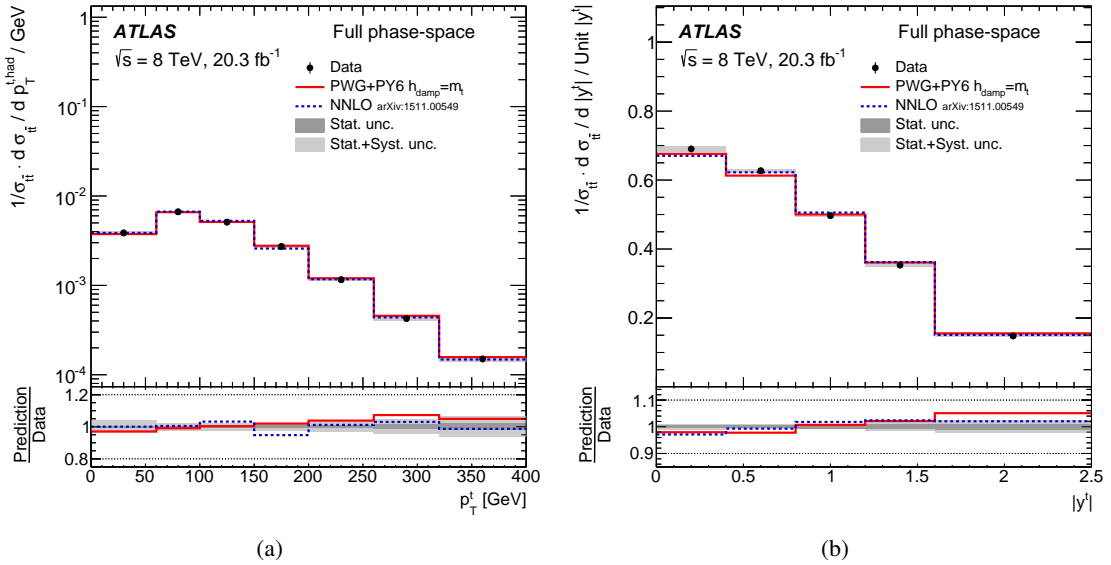 ATLAS Full phase-space
√s = 8 TeV, 20.3 fb⁻¹
Data
PWG+PY6 h_damp=m_t
NNLO arXiv:1511.00549
Stat. unc.
Stat.+Syst. unc.
1/σ_tt̄ · d σ_tt̄ / d p_T^t,had / GeV
1
10⁻¹
10⁻²
10⁻³
10⁻⁴
Prediction
Data
1.2
1
0.8
0 50 100 150 200 250 300 350 400
p_T^t [GeV]
(a)
ATLAS Full phase-space
√s = 8 TeV, 20.3 fb⁻¹
Data
PWG+PY6 h_damp=m_t
NNLO arXiv:1511.00549
Stat. unc.
Stat.+Syst. unc.
1/σ_tt̄ · d σ_tt̄ / d |y^t| / Unit |y^t|
1
0.8
0.6
0.4
0.2
Prediction
Data
1.1
1
0.9
0 0.5 1 1.5 2 2.5
|y^t|
(b)